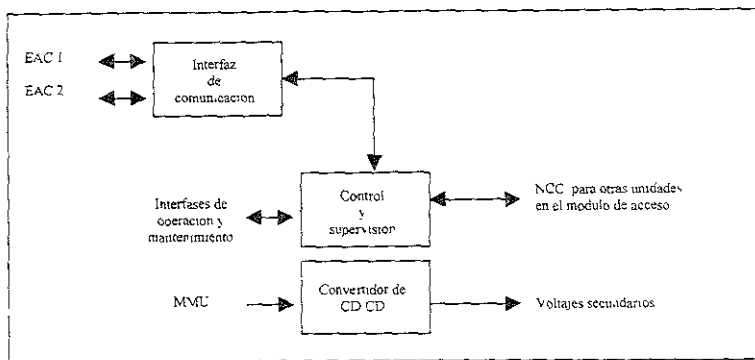 EAC 1
EAC 2
Interfaz
de
comunicacion
Interfases de
operacion y
mantenimiento
Control
y
supervision
NCC para otras unidades
en el modulo de acceso
MMU
Convertidor de
CD CD
Voltajes secundarios